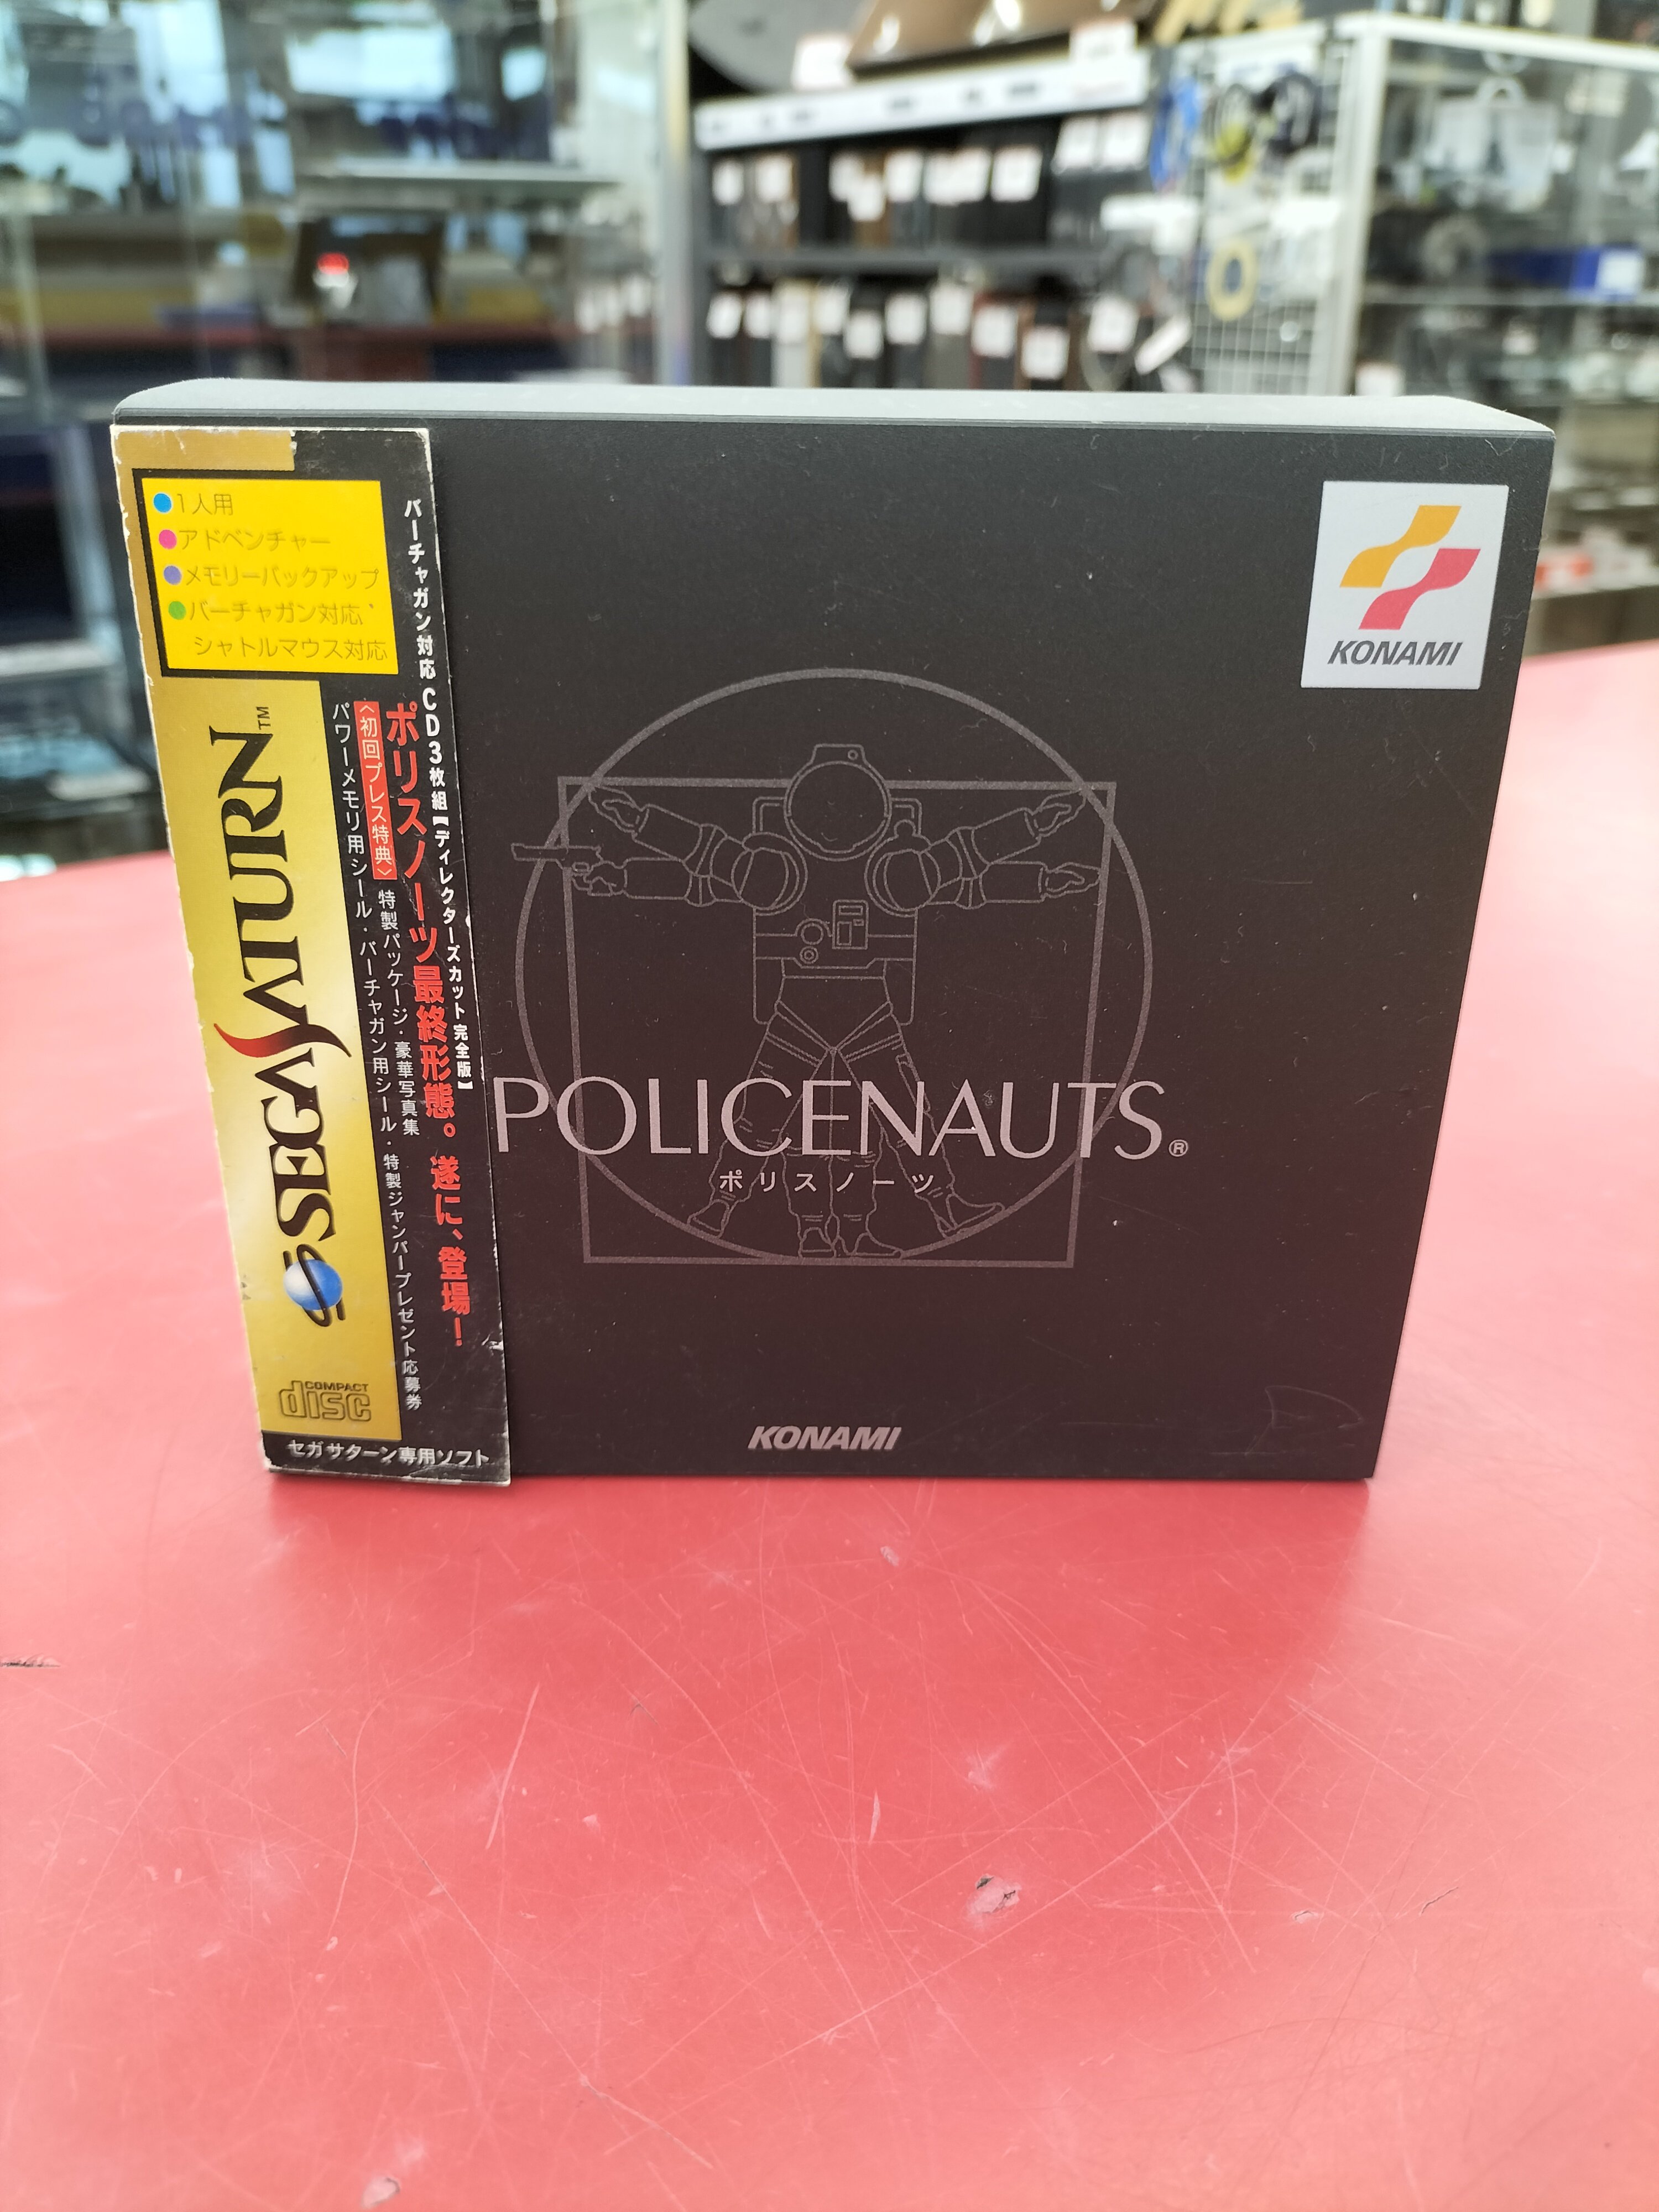 ●1人用
●アドベンチャー
●メモリーバックアップ
●バーチャガン対応
シャトルマウス対応
バーチャガン対応 CD3枚組【ディレクターズカット完全版】
ポリスノーツ最終形態。遂に、登場！
〈初回プレス特典〉特製パッケージ・豪華写真集
パワーメモリ用シール・バーチャガン用シール・特製ジャンパープレゼント応募券
SEGA SATURN™
COMPACT
disc
セガサターン専用ソフト
KONAMI
POLICENAUTS®
ポリスノーツ
KONAMI